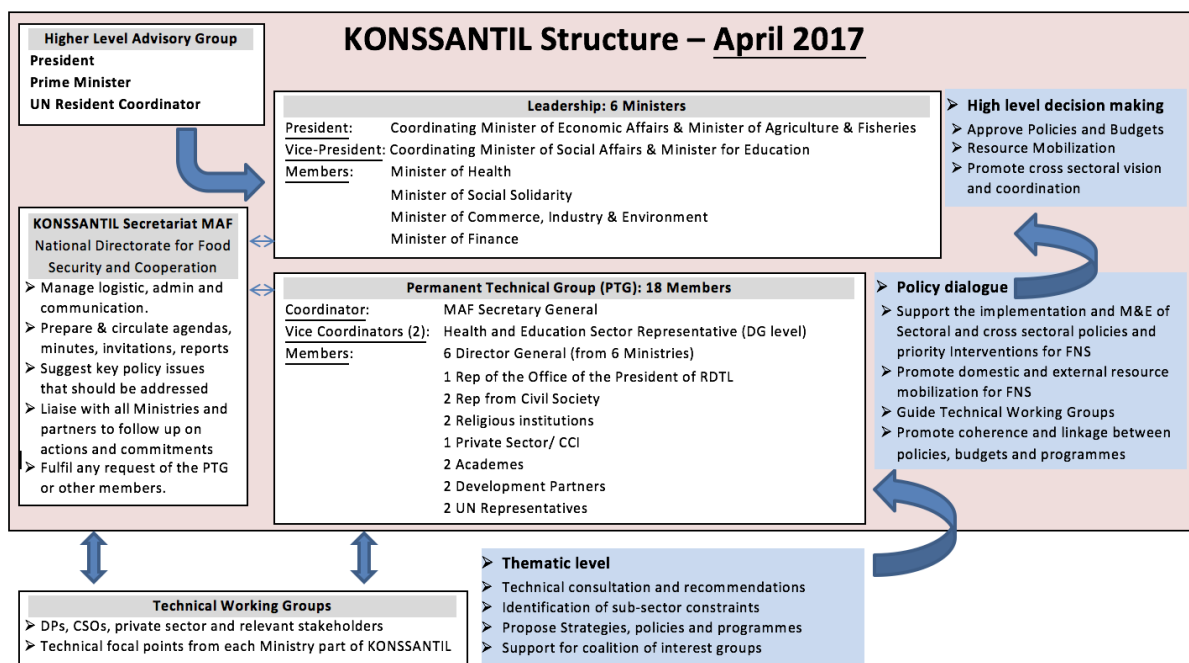 KONSSANTIL Structure – April 2017
Higher Level Advisory Group
President
Prime Minister
UN Resident Coordinator
Leadership: 6 Ministers
President: Coordinating Minister of Economic Affairs & Minister of Agriculture & Fisheries
Vice-President: Coordinating Minister of Social Affairs & Minister for Education
Members: Minister of Health
Minister of Social Solidarity
Minister of Commerce, Industry & Environment
Minister of Finance
➢ High level decision making
➢ Approve Policies and Budgets
➢ Resource Mobilization
➢ Promote cross sectoral vision
and coordination
KONSSANTIL Secretariat MAF
National Directorate for Food
Security and Cooperation
➢ Manage logistic, admin and
communication.
➢ Prepare & circulate agendas,
minutes, invitations, reports
➢ Suggest key policy issues
that should be addressed
➢ Liaise with all Ministries and
partners to follow up on
actions and commitments
➢ Fulfil any request of the PTG
or other members.
Permanent Technical Group (PTG): 18 Members
Coordinator: MAF Secretary General
Vice Coordinators (2): Health and Education Sector Representative (DG level)
Members: 6 Director General (from 6 Ministries)
1 Rep of the Office of the President of RDTL
2 Rep from Civil Society
2 Religious institutions
1 Private Sector/ CCI
2 Academes
2 Development Partners
2 UN Representatives
➢ Policy dialogue
➢ Support the implementation and M&E of
Sectoral and cross sectoral policies and
priority Interventions for FNS
➢ Promote domestic and external resource
mobilization for FNS
➢ Guide Technical Working Groups
➢ Promote coherence and linkage between
policies, budgets and programmes
Technical Working Groups
➢ DPs, CSOs, private sector and relevant stakeholders
➢ Technical focal points from each Ministry part of KONSSANTIL
➢ Thematic level
➢ Technical consultation and recommendations
➢ Identification of sub-sector constraints
➢ Propose Strategies, policies and programmes
➢ Support for coalition of interest groups